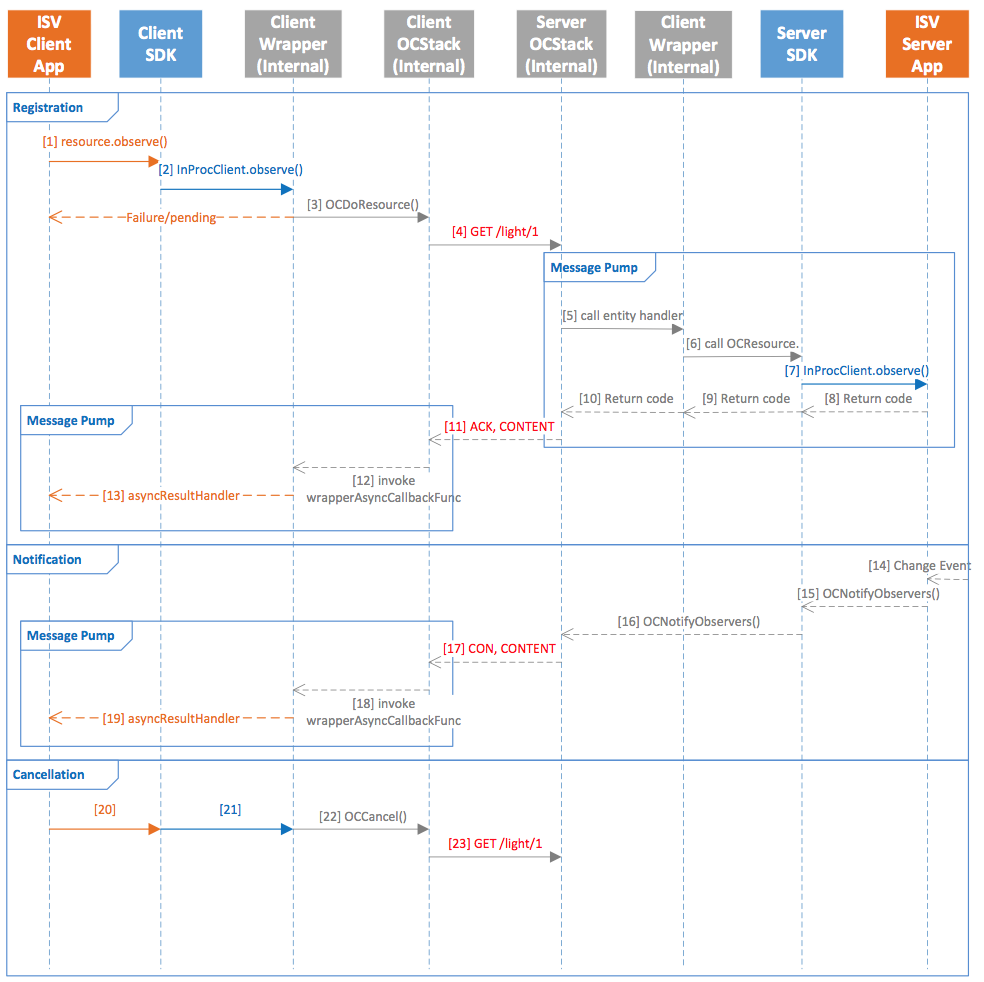 ISV
Client
App
Client
SDK
Client
Wrapper
(Internal)
Client
OCStack
(Internal)
Server
OCStack
(Internal)
Client
Wrapper
(Internal)
Server
SDK
ISV
Server
App
Registration
[1] resource.observe()
[2] InProcClient.observe()
[3] OCDoResource()
Failure/pending
[4] GET /light/1
Message Pump
[5] call entity handler
[6] call OCResource.
[7] InProcClient.observe()
[10] Return code
[9] Return code
[8] Return code
Message Pump
[11] ACK, CONTENT
[12] invoke
wrapperAsyncCallbackFunc
[13] asyncResultHandler
Notification
[14] Change Event
[15] OCNotifyObservers()
[16] OCNotifyObservers()
Message Pump
[17] CON, CONTENT
[18] invoke
wrapperAsyncCallbackFunc
[19] asyncResultHandler
Cancellation
[20]
[21]
[22] OCCancel()
[23] GET /light/1